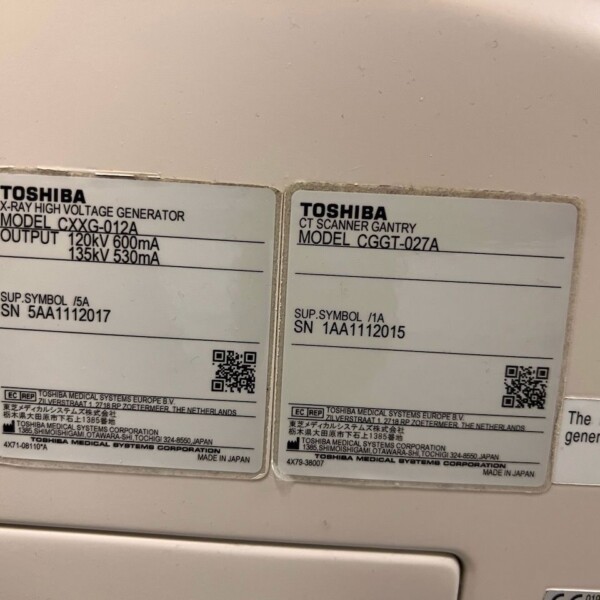 TOSHIBA
X-RAY HIGH VOLTAGE GENERATOR
MODEL CXXG-012A
OUTPUT 120kV 600mA
135kV 530mA
SUP.SYMBOL /5A
SN 5AA1112017
EC REP TOSHIBA MEDICAL SYSTEMS EUROPE B.V.
ZILVERSTRAAT 1, 2718 RP ZOETERMEER, THE NETHERLANDS
東芝メディカルシステムズ株式会社
栃木県大田原市下石上1385番地
TOSHIBA MEDICAL SYSTEMS CORPORATION
1385, SHIMOISHIGAMI, OTAWARA-SHI, TOCHIGI 324-8550, JAPAN
TOSHIBA MEDICAL SYSTEMS CORPORATION
4X71-08110*A
MADE IN JAPAN
TOSHIBA
CT SCANNER GANTRY
MODEL CGGT-027A
SUP.SYMBOL /1A
SN 1AA1112015
EC REP TOSHIBA MEDICAL SYSTEMS EUROPE B.V.
ZILVERSTRAAT 1, 2718 RP ZOETERMEER, THE NETHERLANDS
東芝メディカルシステムズ株式会社
栃木県大田原市下石上1385番地
TOSHIBA MEDICAL SYSTEMS CORPORATION
1385, SHIMOISHIGAMI, OTAWARA-SHI, TOCHIGI 324-8550, JAPAN
TOSHIBA MEDICAL SYSTEMS CORPORATION
4X79-38007
MADE IN JAPAN
The
gener
CE 019